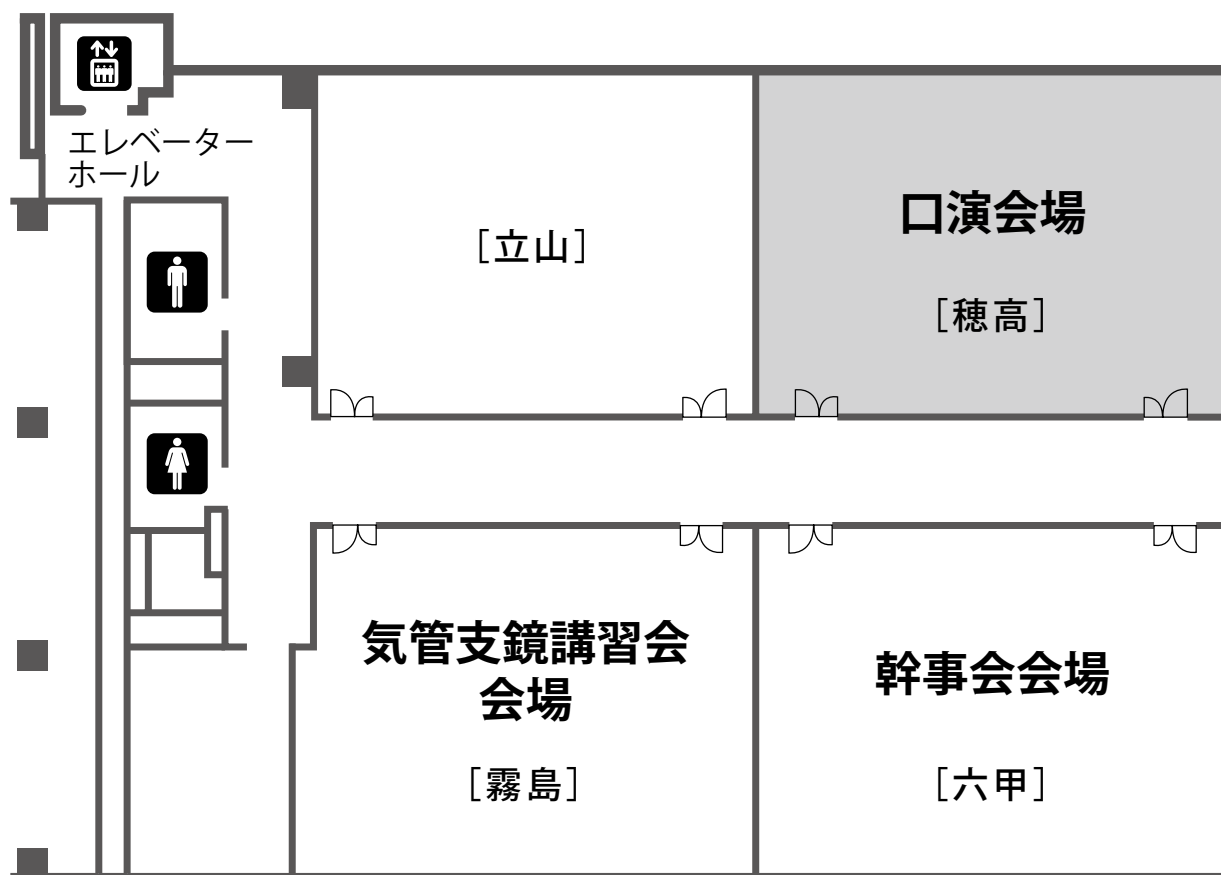 エレベーター
ホール
［立山］
口演会場
［穂高］
気管支鏡講習会
会場
［霧島］
幹事会会場
［六甲］